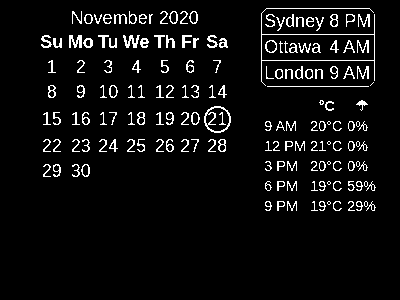 November 2020
Su Mo Tu We Th Fr Sa
1 2 3 4 5 6 7
8 9 10 11 12 13 14
15 16 17 18 19 20 21
22 23 24 25 26 27 28
29 30
Sydney 8 PM
Ottawa 4 AM
London 9 AM
°C ☂
9 AM 20°C 0%
12 PM 21°C 0%
3 PM 20°C 0%
6 PM 19°C 59%
9 PM 19°C 29%